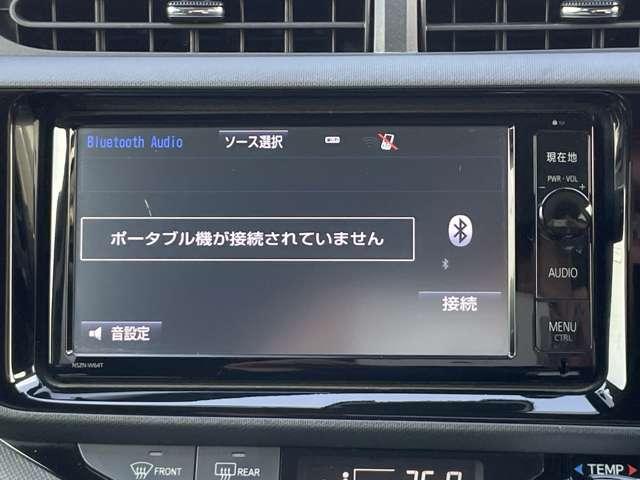 Bluetooth Audio
ソース選択
現在地
PWR・VOL
ポータブル機が接続されていません
AUDIO
接続
音設定
MENU
CTRL
NSZN-W64T
FRONT
REAR
TEMP